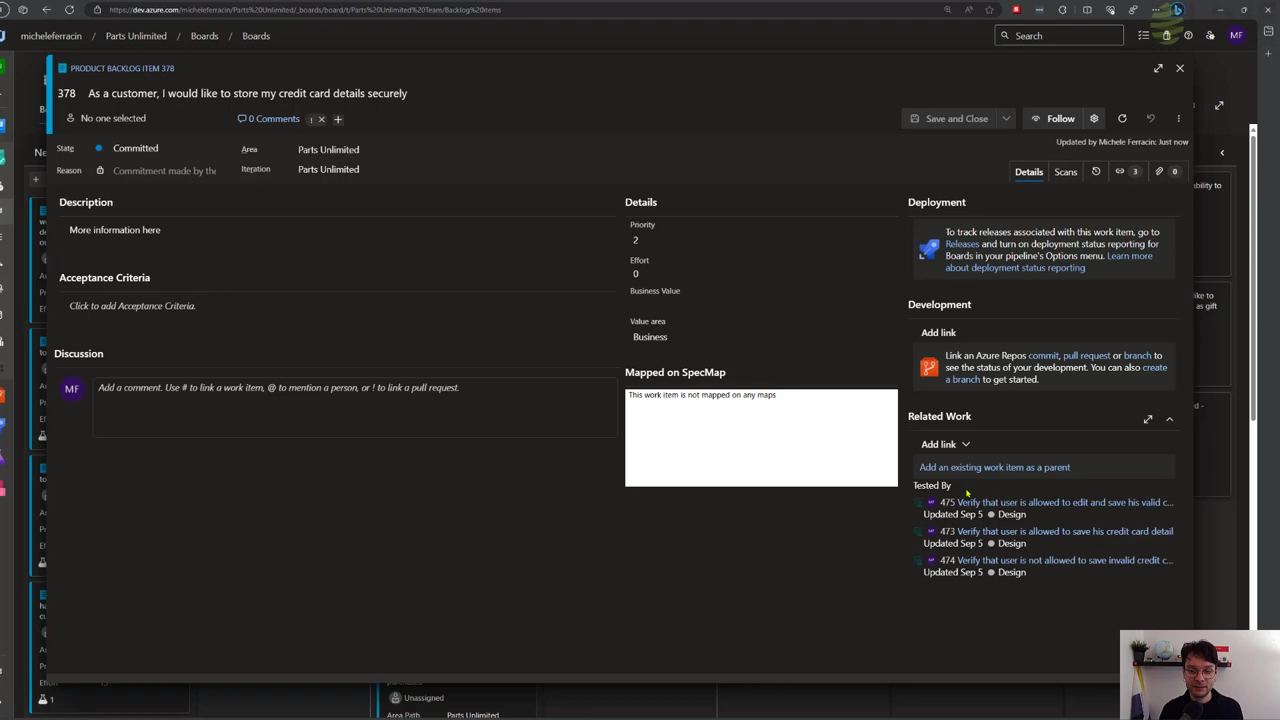 https://dev.azure.com/micheleferracin/Parts%20Unlimited/_boards/board/t/Parts%20Unlimited%20Team/Backlog%20items
micheleferracin / Parts Unlimited / Boards / Boards
Search
MF
PRODUCT BACKLOG ITEM 378
378 As a customer, I would like to store my credit card details securely
No one selected
0 Comments
!
Save and Close
Follow
State
Committed
Area
Parts Unlimited
Updated by Michele Ferracin: Just now
Reason
Commitment made by the
Iteration
Parts Unlimited
Details
Scans
3
0
Description
More information here
Acceptance Criteria
Click to add Acceptance Criteria.
Discussion
MF
Add a comment. Use # to link a work item, @ to mention a person, or ! to link a pull request.
Details
Priority
2
Effort
0
Business Value
Value area
Business
Mapped on SpecMap
This work item is not mapped on any maps
Deployment
To track releases associated with this work item, go to
Releases and turn on deployment status reporting for
Boards in your pipeline's Options menu. Learn more
about deployment status reporting
Development
Add link
Link an Azure Repos commit, pull request or branch to
see the status of your development. You can also create
a branch to get started.
Related Work
Add link
Add an existing work item as a parent
Tested By
475 Verify that user is allowed to edit and save his valid c...
Updated Sep 5 Design
473 Verify that user is allowed to save his credit card detail
Updated Sep 5 Design
474 Verify that user is not allowed to save invalid credit c...
Updated Sep 5 Design
1
Unassigned
Area Path Parts Unlimited